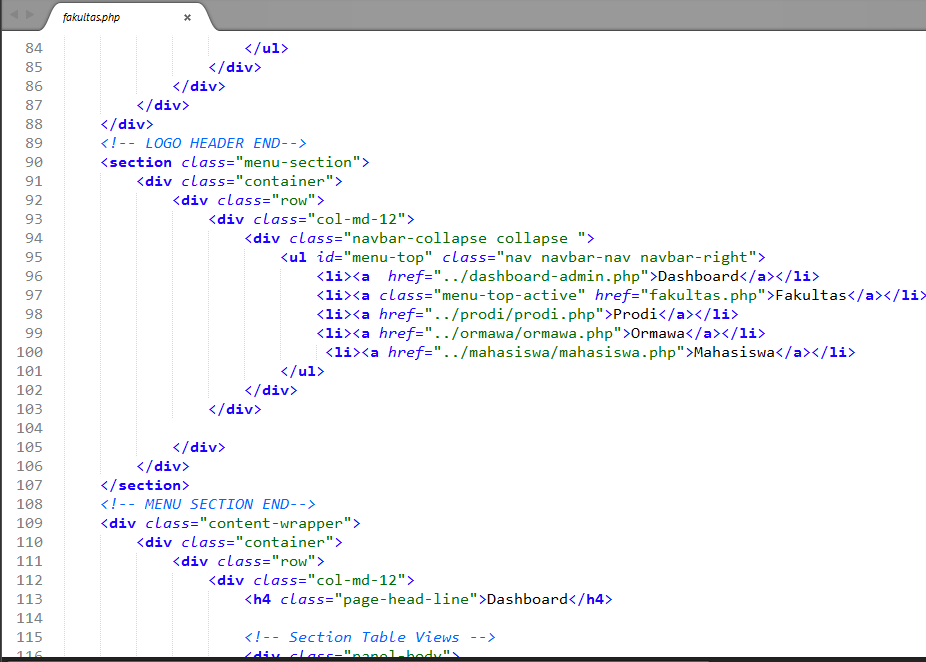 fakultas.php ×
84 </ul>
85 </div>
86 </div>
87 </div>
88 </div>
89 <!-- LOGO HEADER END-->
90 <section class="menu-section">
91 <div class="container">
92 <div class="row">
93 <div class="col-md-12">
94 <div class="navbar-collapse collapse ">
95 <ul id="menu-top" class="nav navbar-nav navbar-right">
96 <li><a  href="../dashboard-admin.php">Dashboard</a></li>
97 <li><a class="menu-top-active" href="fakultas.php">Fakultas</a></li>
98 <li><a href="../prodi/prodi.php">Prodi</a></li>
99 <li><a href="../ormawa/ormawa.php">Ormawa</a></li>
100 <li><a href="../mahasiswa/mahasiswa.php">Mahasiswa</a></li>
101 </ul>
102 </div>
103 </div>
104
105 </div>
106 </div>
107 </section>
108 <!-- MENU SECTION END-->
109 <div class="content-wrapper">
110 <div class="container">
111 <div class="row">
112 <div class="col-md-12">
113 <h4 class="page-head-line">Dashboard</h4>
114
115 <!-- Section Table Views -->
116 <div class="panel-body">